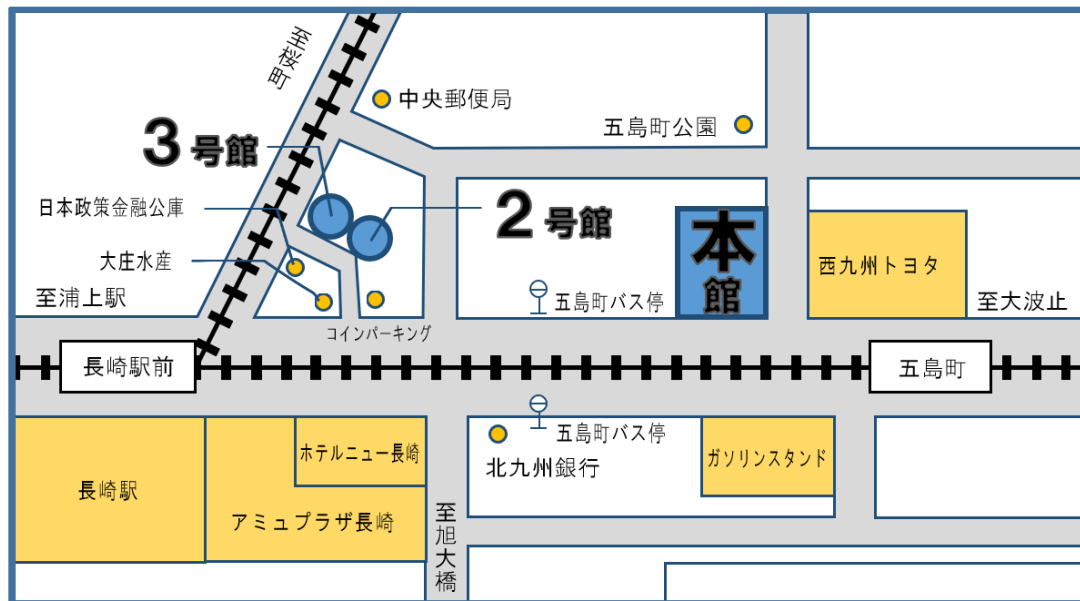 至桜町
中央郵便局
五島町公園
3号館
日本政策金融公庫
2号館
本館
大庄水産
西九州トヨタ
至浦上駅
五島町バス停
至大波止
コインパーキング
長崎駅前
五島町
五島町バス停
ホテルニュー長崎
ガソリンスタンド
北九州銀行
長崎駅
アミュプラザ長崎
至旭大橋